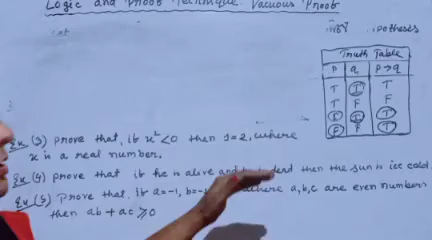 Logic and Proof Technique Vacuous Proof
Truth Table
P q P→q
T T T
T F F
F T T
F F T
Ex (3) Prove that, if x² < 0 then 1 = 2, where
x is a real number.
Ex (4) Prove that if he is alive and dead then the sun is ice cold.
Ex (5) Prove that, if a = -1, b = where a, b, c are even numbers
then ab + ac ≥ 0